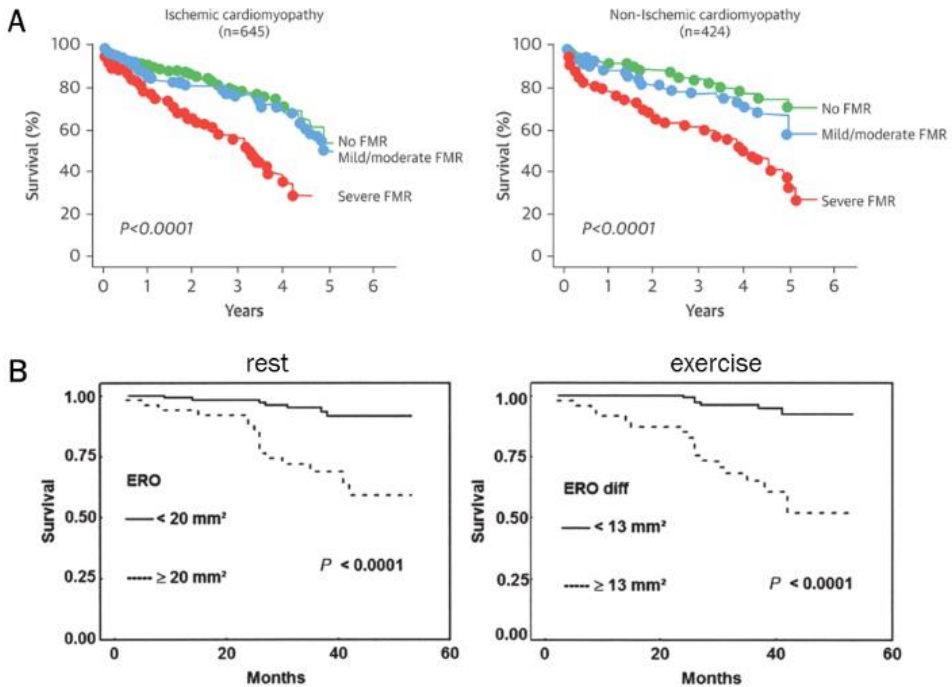 A
Ischemic cardiomyopathy
(n=645)
100
80
60
40
20
0
Survival (%)
No FMR
Mild/moderate FMR
Severe FMR
P<0.0001
0 1 2 3 4 5 6
Years
Non-Ischemic cardiomyopathy
(n=424)
100
80
60
40
20
0
Survival (%)
No FMR
Mild/moderate FMR
Severe FMR
P<0.0001
0 1 2 3 4 5 6
Years
B
rest
1.00
0.75
0.50
0.25
0.00
Survival
ERO
< 20 mm²
≥ 20 mm²
P < 0.0001
0 20 40 60
Months
exercise
1.00
0.75
0.50
0.25
0.00
Survival
ERO diff
< 13 mm²
≥ 13 mm²
P < 0.0001
0 20 40 60
Months